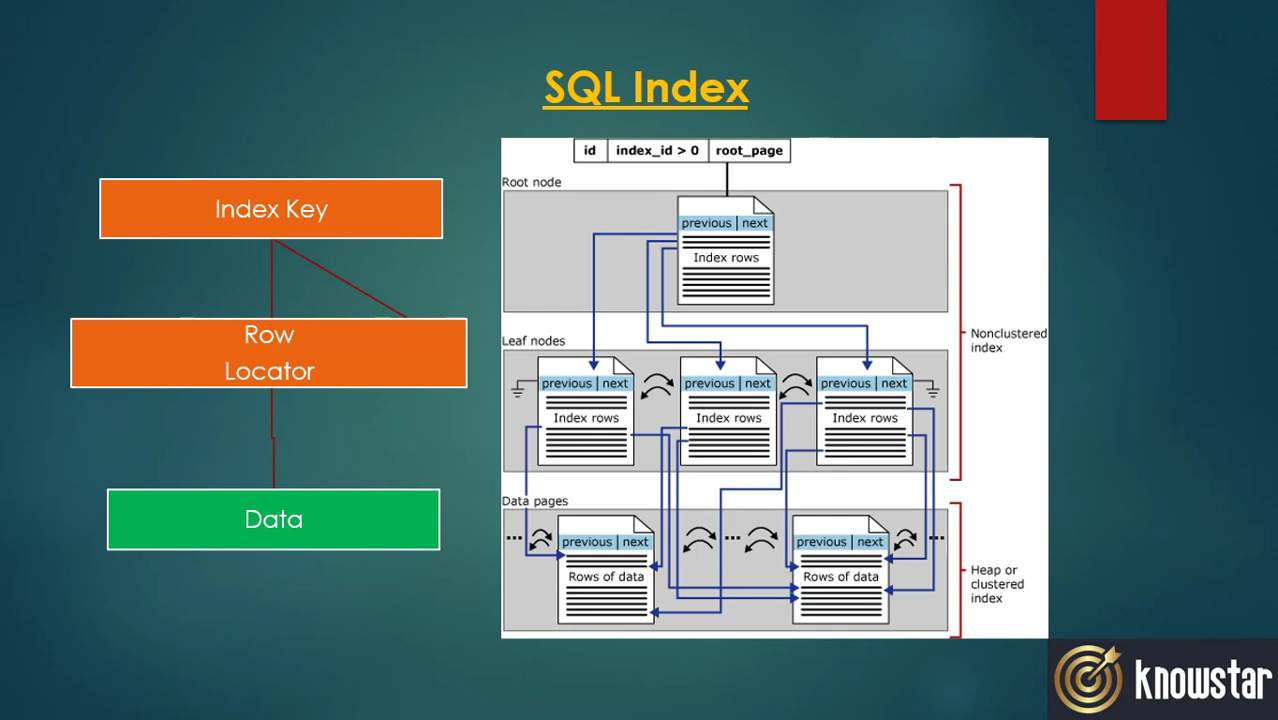 SQL Index
Index Key
Row
Locator
Data
id index_id > 0 root_page
Root node
previous next
Index rows
Nonclustered
index
Leaf nodes
previous next previous next previous next
Index rows Index rows Index rows
Data pages
... previous next ... previous next ...
Rows of data Rows of data
Heap or
clustered
index
knowstar